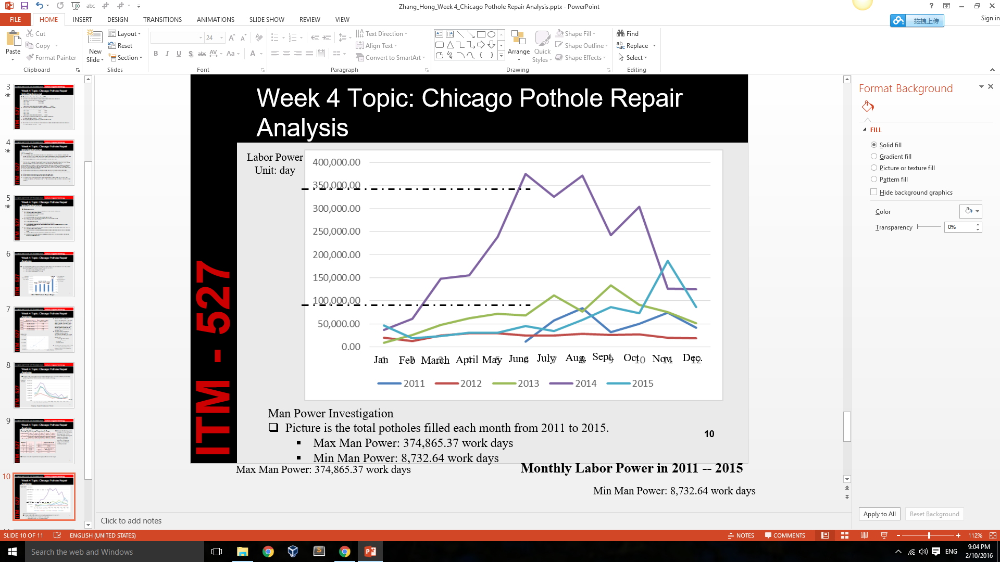 Zhang_Hong_Week 4_Chicago Pothole Repair Analysis.pptx - PowerPoint
Sign in
FILE HOME INSERT DESIGN TRANSITIONS ANIMATIONS SLIDE SHOW REVIEW VIEW
拖拽上传
Paste
Cut
Copy
Format Painter
Clipboard
New Slide
Layout
Reset
Section
Slides
24
Font
Text Direction
Align Text
Convert to SmartArt
Paragraph
Arrange
Quick Styles
Shape Fill
Shape Outline
Shape Effects
Drawing
Find
Replace
Select
Editing
3
4
5
6
7
8
9
10
Week 4 Topic: Chicago Pothole Repair
Analysis
ITM - 527
Labor Power
Unit: day
400,000.00
350,000.00
300,000.00
250,000.00
200,000.00
150,000.00
100,000.00
50,000.00
0.00
Jan Feb March April May June July Aug. Sept. Oct Nov. Dec.
2011 2012 2013 2014 2015
Man Power Investigation
Picture is the total potholes filled each month from 2011 to 2015.
Max Man Power: 374,865.37 work days
Min Man Power: 8,732.64 work days
10
Max Man Power: 374,865.37 work days
Monthly Labor Power in 2011 -- 2015
Min Man Power: 8,732.64 work days
Click to add notes
Format Background
FILL
Solid fill
Gradient fill
Picture or texture fill
Pattern fill
Hide background graphics
Color
Transparency 0%
Apply to All Reset Background
SLIDE 10 OF 11 ENGLISH (UNITED STATES) NOTES COMMENTS 112%
Search the web and Windows
ENG
9:04 PM
2/10/2016